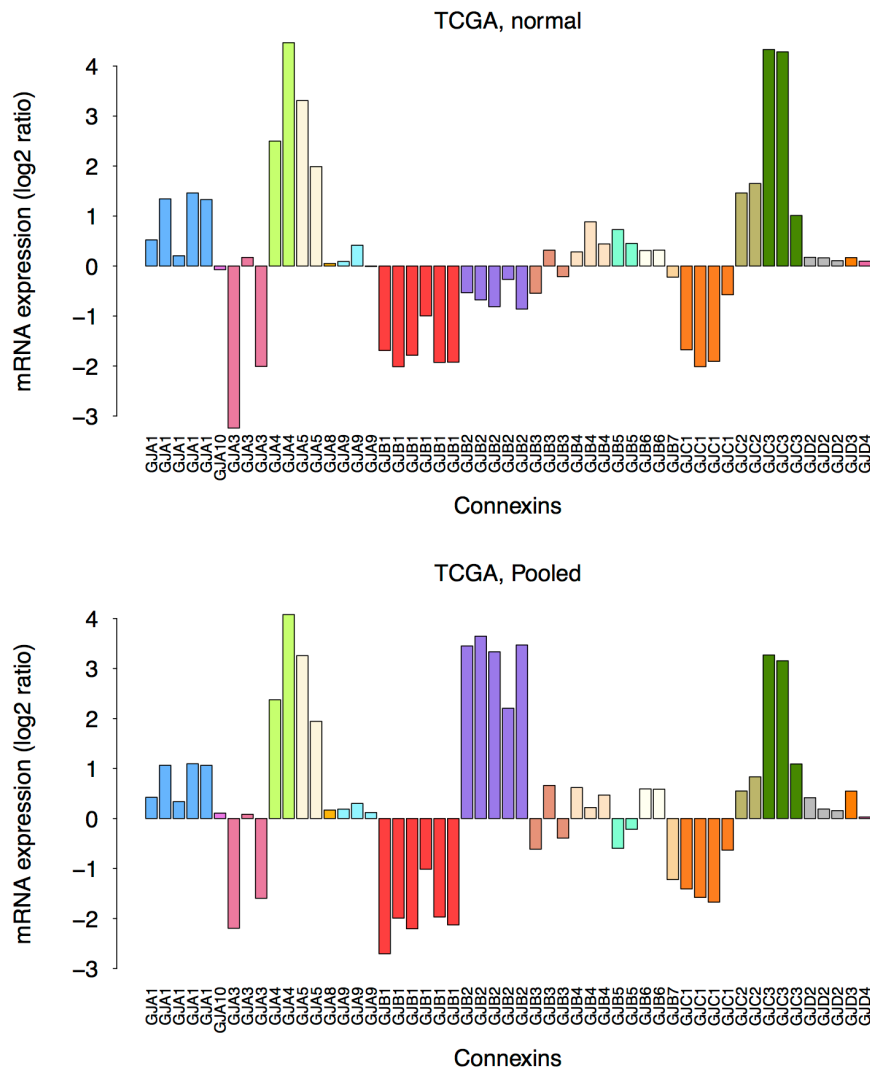 TCGA, normal
mRNA expression (log2 ratio)
4
3
2
1
0
−1
−2
−3
GJA1 GJA1 GJA1 GJA1 GJA1 GJA10 GJA3 GJA3 GJA3 GJA4 GJA4 GJA5 GJA5 GJA8 GJA9 GJA9 GJA9 GJB1 GJB1 GJB1 GJB1 GJB1 GJB1 GJB2 GJB2 GJB2 GJB2 GJB2 GJB3 GJB3 GJB3 GJB4 GJB4 GJB4 GJB5 GJB5 GJB6 GJB6 GJB7 GJC1 GJC1 GJC1 GJC1 GJC2 GJC2 GJC3 GJC3 GJC3 GJD2 GJD2 GJD2 GJD3 GJD4
Connexins
TCGA, Pooled
mRNA expression (log2 ratio)
4
3
2
1
0
−1
−2
−3
GJA1 GJA1 GJA1 GJA1 GJA1 GJA10 GJA3 GJA3 GJA3 GJA4 GJA4 GJA5 GJA5 GJA8 GJA9 GJA9 GJA9 GJB1 GJB1 GJB1 GJB1 GJB1 GJB1 GJB2 GJB2 GJB2 GJB2 GJB2 GJB3 GJB3 GJB3 GJB4 GJB4 GJB4 GJB5 GJB5 GJB6 GJB6 GJB7 GJC1 GJC1 GJC1 GJC1 GJC2 GJC2 GJC3 GJC3 GJC3 GJD2 GJD2 GJD2 GJD3 GJD4
Connexins